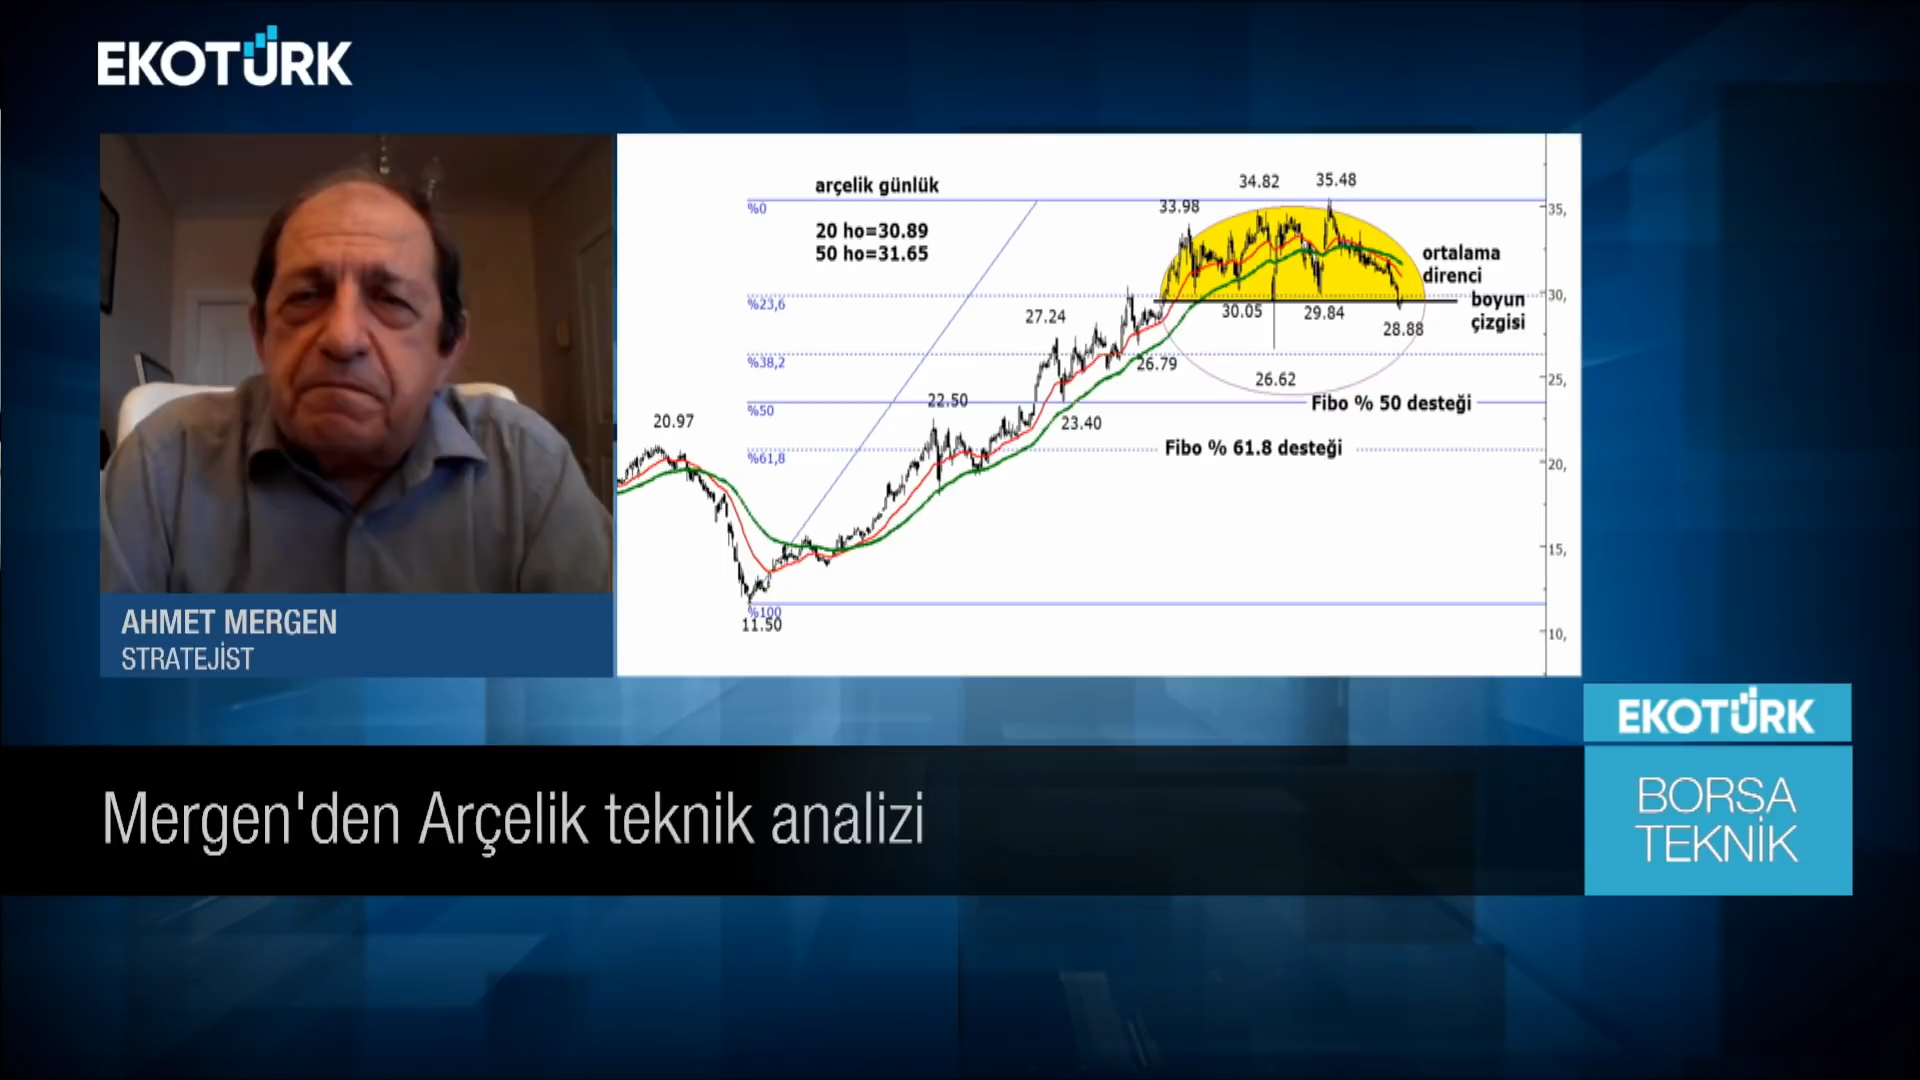 EKOTÜRK
arçelik günlük
20 ho=30.89
50 ho=31.65
%0
%23,6
%38,2
%50
%61,8
%100
20.97
11.50
22.50
27.24
23.40
26.79
33.98
34.82
35.48
30.05
29.84
26.62
28.88
ortalama
direnci
boyun
çizgisi
Fibo % 50 desteği
Fibo % 61.8 desteği
35,
30,
25,
20,
15,
10,
AHMET MERGEN
STRATEJİST
EKOTÜRK
BORSA
TEKNİK
Mergen'den Arçelik teknik analizi